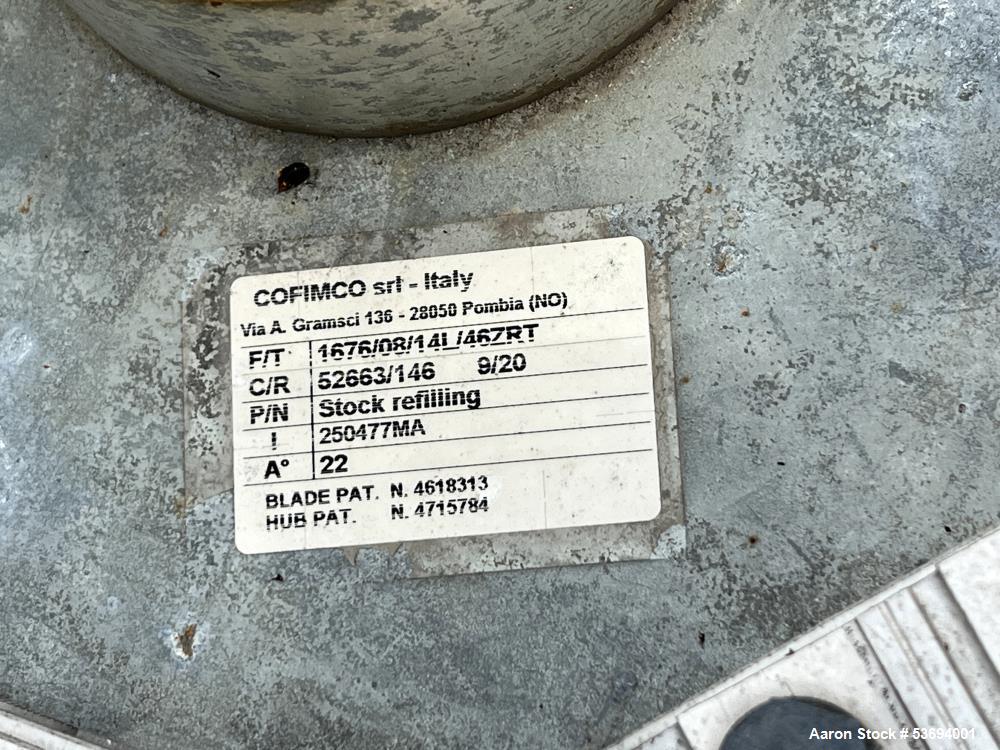 COFIMCO srl - Italy
Via A. Gramsci 136 - 28050 Pombia (NO)
F/T 1676/08/14L/46ZRT
C/R 52663/146 9/20
P/N Stock refilling
I 250477MA
A° 22
BLADE PAT. N. 4618313
HUB PAT. N. 4715784
Aaron Stock # 53694001